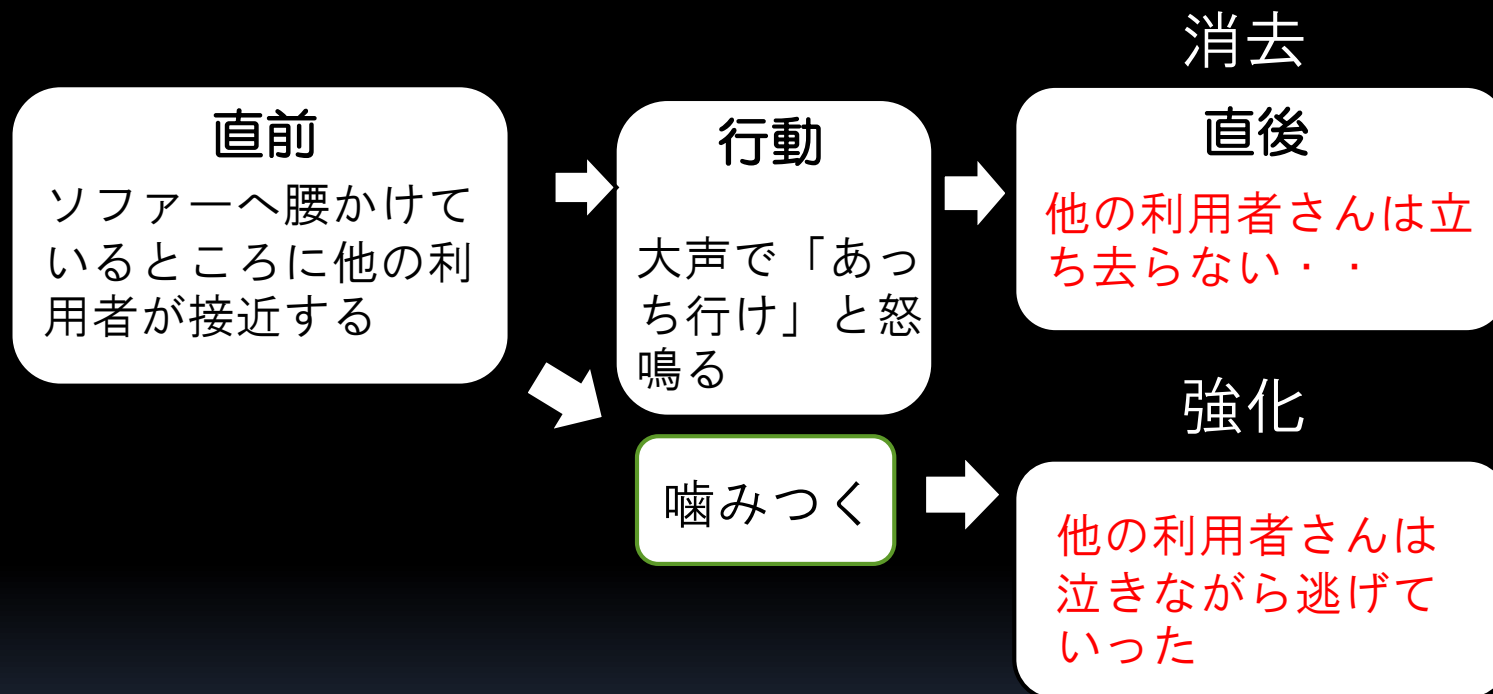 直前
ソファーへ腰かけて
いるところに他の利
用者が接近する
行動
大声で「あっ
ち行け」と怒
鳴る
消去
直後
他の利用者さんは立
ち去らない・・
噛みつく
強化
他の利用者さんは
泣きながら逃げて
いった